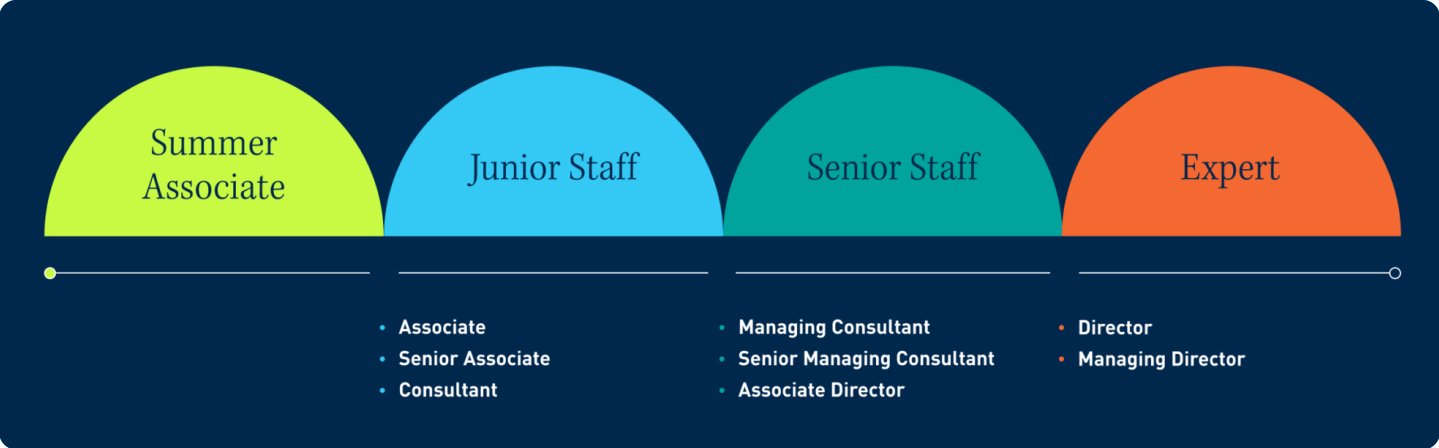 Summer
Associate
Junior Staff
Senior Staff
Expert
• Associate
• Senior Associate
• Consultant
• Managing Consultant
• Senior Managing Consultant
• Associate Director
• Director
• Managing Director